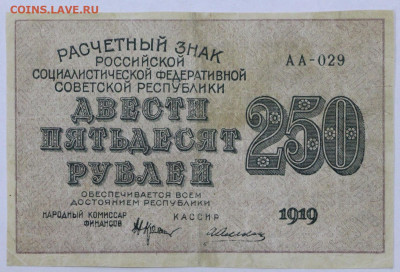 COINS.LAVE.RU
РАСЧЕТНЫЙ ЗНАК
РОССИЙСКОЙ
СОЦИАЛИСТИЧЕСКОЙ ФЕДЕРАТИВНОЙ
СОВЕТСКОЙ РЕСПУБЛИКИ
АА-029
ДВЕСТИ
ПЯТЬДЕСЯТ
РУБЛЕЙ
250
ОБЕСПЕЧИВАЕТСЯ ВСЕМ
ДОСТОЯНИЕМ РЕСПУБЛИКИ
НАРОДНЫЙ КОМИССАР
ФИНАНСОВ
КАССИР
1919